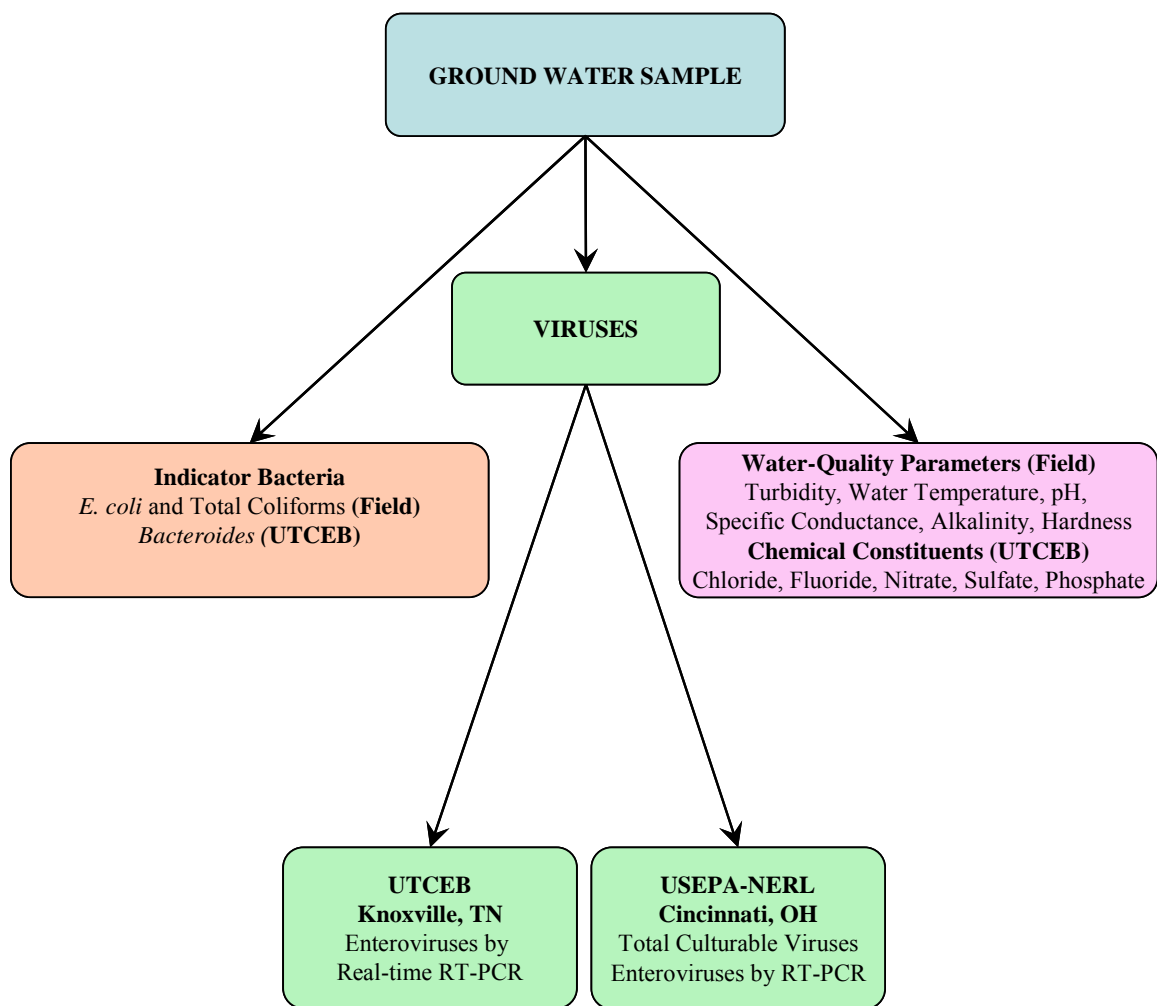 GROUND WATER SAMPLE
VIRUSES
Indicator Bacteria
E. coli and Total Coliforms (Field)
Bacteroides (UTCEB)
Water-Quality Parameters (Field)
Turbidity, Water Temperature, pH,
Specific Conductance, Alkalinity, Hardness
Chemical Constituents (UTCEB)
Chloride, Fluoride, Nitrate, Sulfate, Phosphate
UTCEB
Knoxville, TN
Enteroviruses by
Real-time RT-PCR
USEPA-NERL
Cincinnati, OH
Total Culturable Viruses
Enteroviruses by RT-PCR